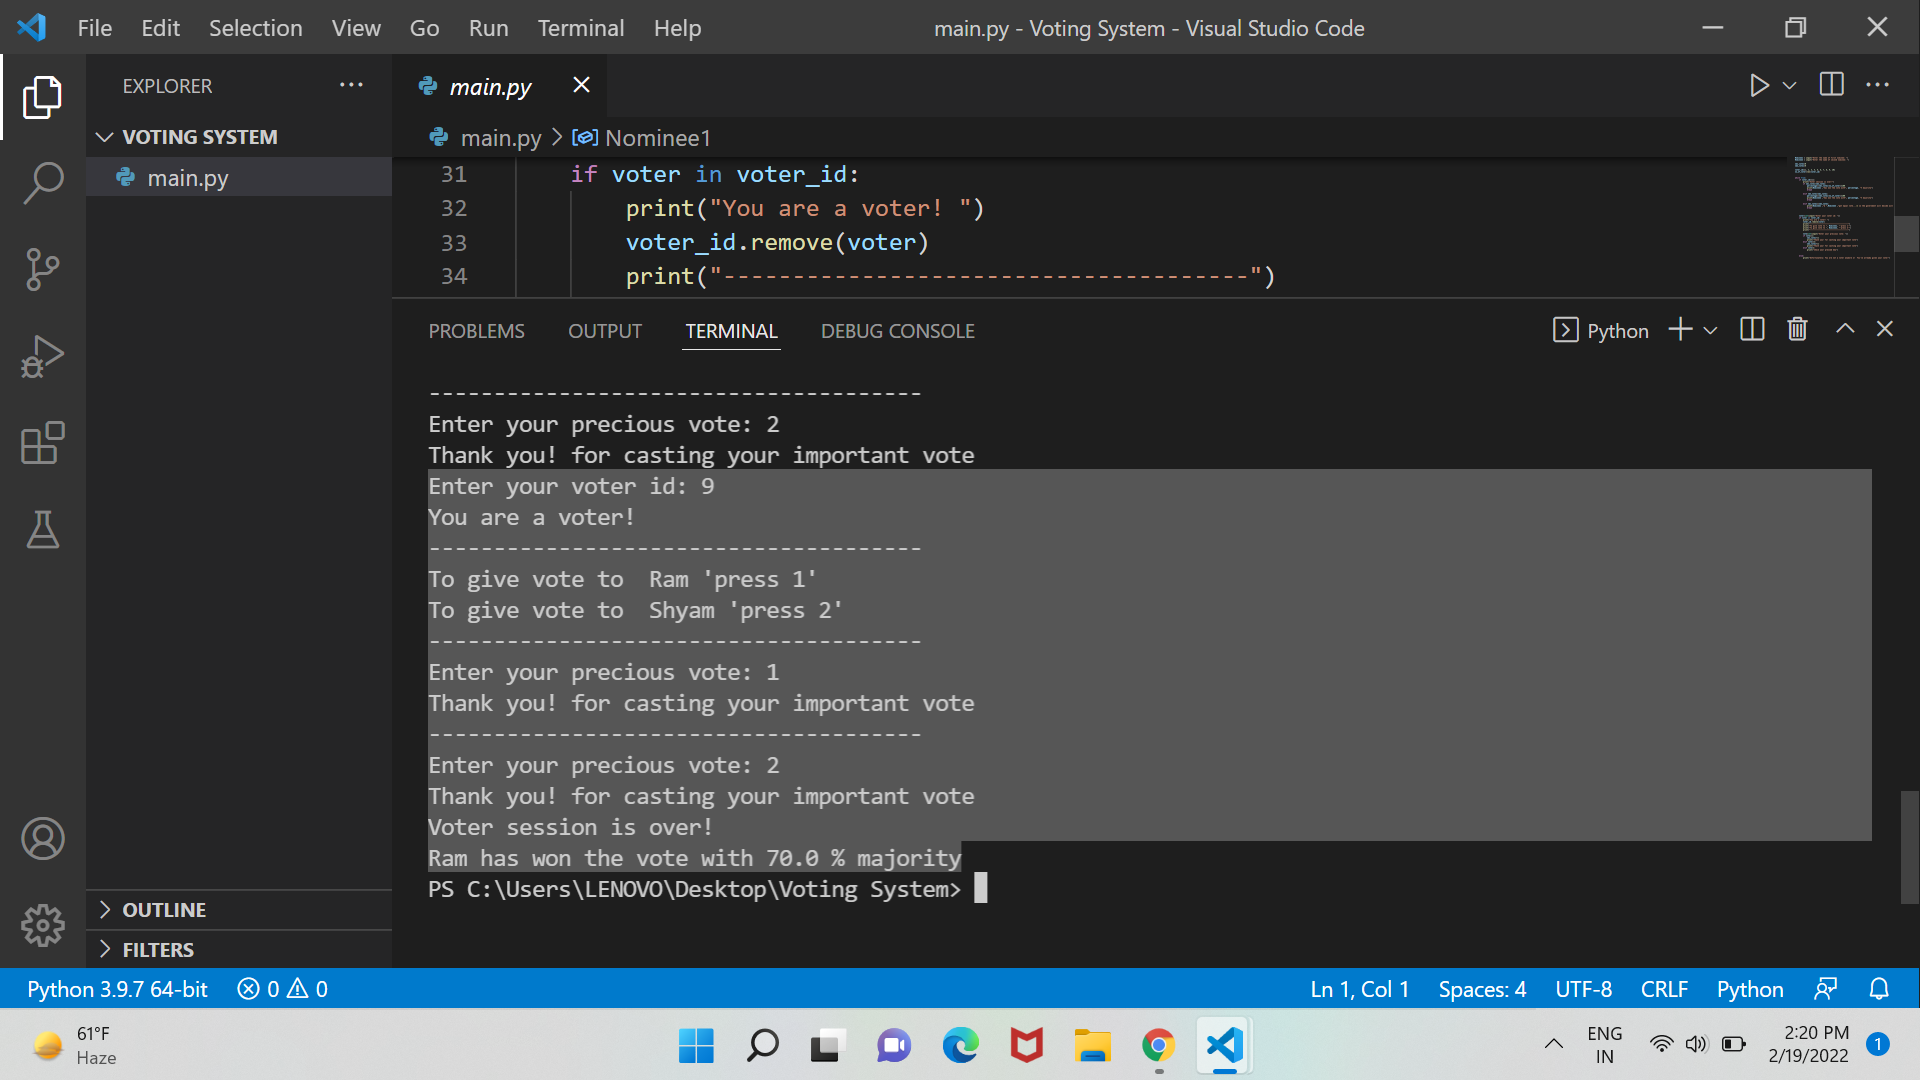 File Edit Selection View Go Run Terminal Help
main.py - Voting System - Visual Studio Code
EXPLORER
VOTING SYSTEM
main.py
OUTLINE
FILTERS
main.py
main.py > Nominee1
31 if voter in voter_id:
32 print("You are a voter! ")
33 voter_id.remove(voter)
34 print("--------------------------------------")
PROBLEMS OUTPUT TERMINAL DEBUG CONSOLE
Python
--------------------------------------
Enter your precious vote: 2
Thank you! for casting your important vote
Enter your voter id: 9
You are a voter!
--------------------------------------
To give vote to  Ram 'press 1'
To give vote to  Shyam 'press 2'
--------------------------------------
Enter your precious vote: 1
Thank you! for casting your important vote
--------------------------------------
Enter your precious vote: 2
Thank you! for casting your important vote
Voter session is over!
Ram has won the vote with 70.0 % majority
PS C:\Users\LENOVO\Desktop\Voting System>
Python 3.9.7 64-bit 0 0
Ln 1, Col 1 Spaces: 4 UTF-8 CRLF Python
61°F
Haze
ENG
IN
2:20 PM
2/19/2022
1